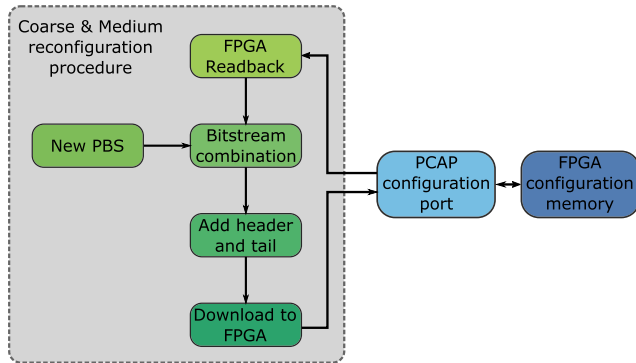 Coarse & Medium
reconfiguration
procedure
FPGA
Readback
New PBS
Bitstream
combination
Add header
and tail
Download to
FPGA
PCAP
configuration
port
FPGA
configuration
memory